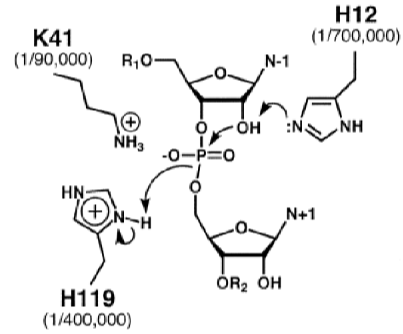 H12
(1/700,000)
K41
(1/90,000)
R₁O
O
N-1
O
OH
:N
NH
⊕
NH₃
-O-P=O
O
HN
⊕
N-H
O
N+1
OR₂
OH
H119
(1/400,000)